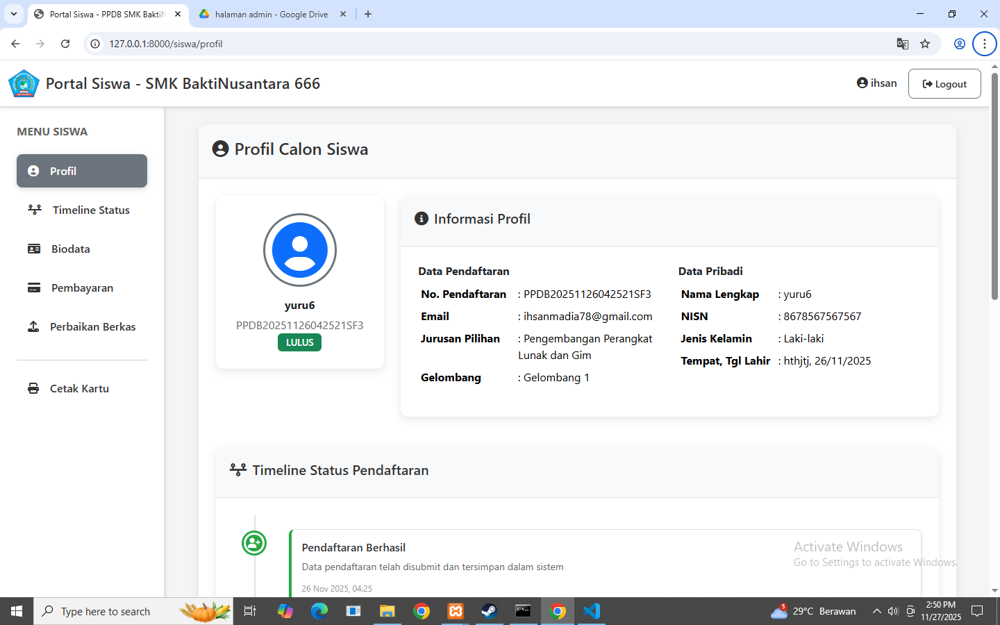 Portal Siswa - PPDB SMK BaktiN
halaman admin - Google Drive
127.0.0.1:8000/siswa/profil
Portal Siswa - SMK BaktiNusantara 666
ihsan
Logout
MENU SISWA
Profil
Timeline Status
Biodata
Pembayaran
Perbaikan Berkas
Cetak Kartu
Profil Calon Siswa
yuru6
PPDB20251126042521SF3
LULUS
Informasi Profil
Data Pendaftaran
No. Pendaftaran : PPDB20251126042521SF3
Email : ihsanmadia78@gmail.com
Jurusan Pilihan : Pengembangan Perangkat
Lunak dan Gim
Gelombang : Gelombang 1
Data Pribadi
Nama Lengkap : yuru6
NISN : 8678567567567
Jenis Kelamin : Laki-laki
Tempat, Tgl Lahir : hthjtj, 26/11/2025
Timeline Status Pendaftaran
Pendaftaran Berhasil
Data pendaftaran telah disubmit dan tersimpan dalam sistem
26 Nov 2025, 04:25
Activate Windows
Go to Settings to activate Windows.
Type here to search
5
29°C Berawan
2:50 PM
11/27/2025